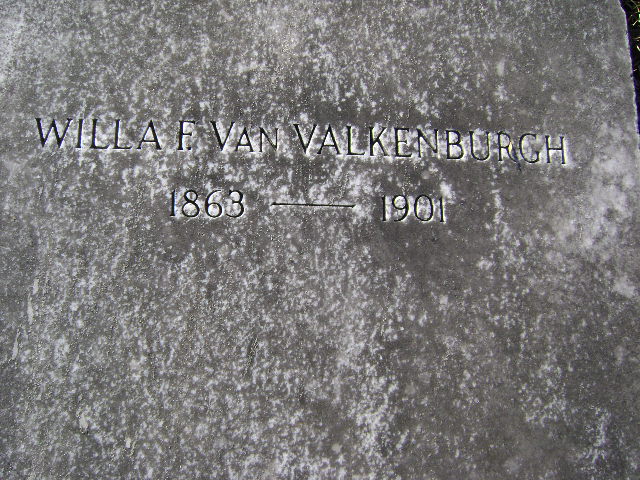 WILLA F. VAN VALKENBURGH
1863 — 1901